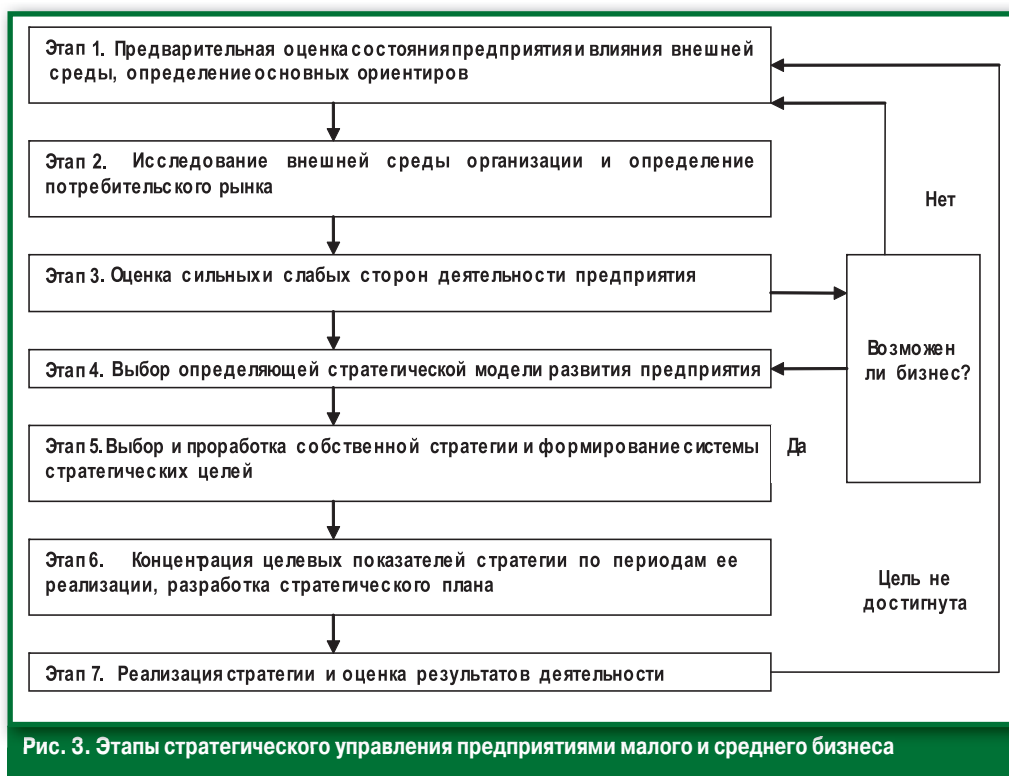 Этап 1. Предварительная оценка состояния предприятия и влияния внешней
среды, определение основных ориентиров
Этап 2. Исследование внешней среды организации и определение
потребительского рынка
Нет
Этап 3. Оценка сильных и слабых сторон деятельности предприятия
Возможен
ли бизнес?
Этап 4. Выбор определяющей стратегической модели развития предприятия
Этап 5. Выбор и проработка собственной стратегии и формирование системы
стратегических целей
Да
Этап 6. Концентрация целевых показателей стратегии по периодам ее
реализации, разработка стратегического плана
Цель не
достигнута
Этап 7. Реализация стратегии и оценка результатов деятельности
Рис. 3. Этапы стратегического управления предприятиями малого и среднего бизнеса